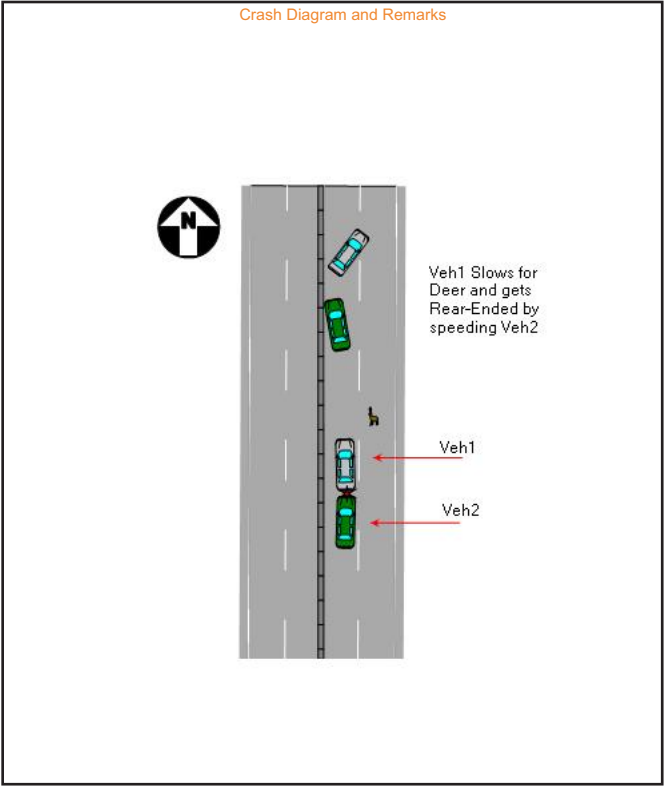 Crash Diagram and Remarks
N
Veh1 Slows for
Deer and gets
Rear-Ended by
speeding Veh2
Veh1
Veh2